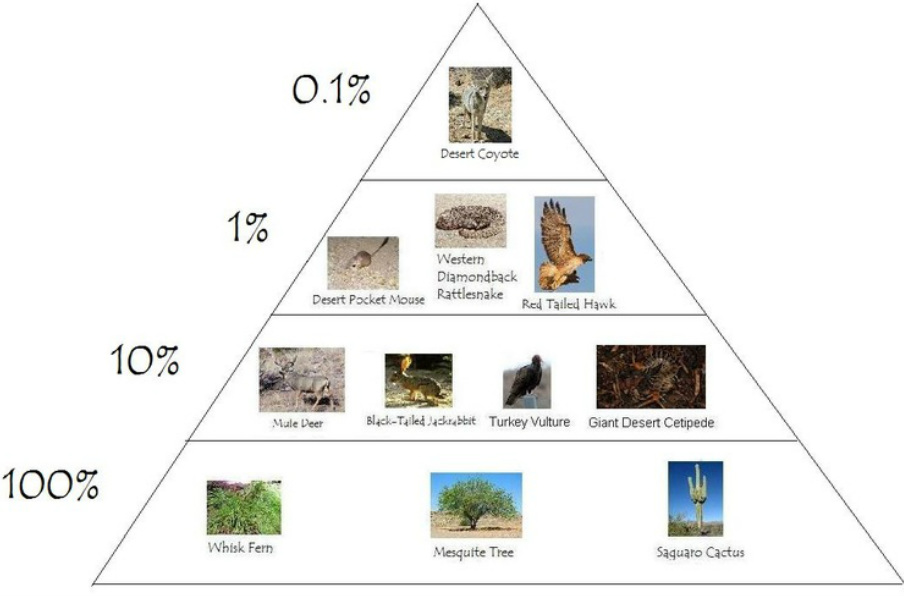 0.1%
Desert Coyote
1%
Desert Pocket Mouse
Western
Diamondback
Rattlesnake
Red Tailed Hawk
10%
Mule Deer
Black-Tailed Jackrabbit
Turkey Vulture
Giant Desert Cetipede
100%
Whisk Fern
Mesquite Tree
Saguaro Cactus